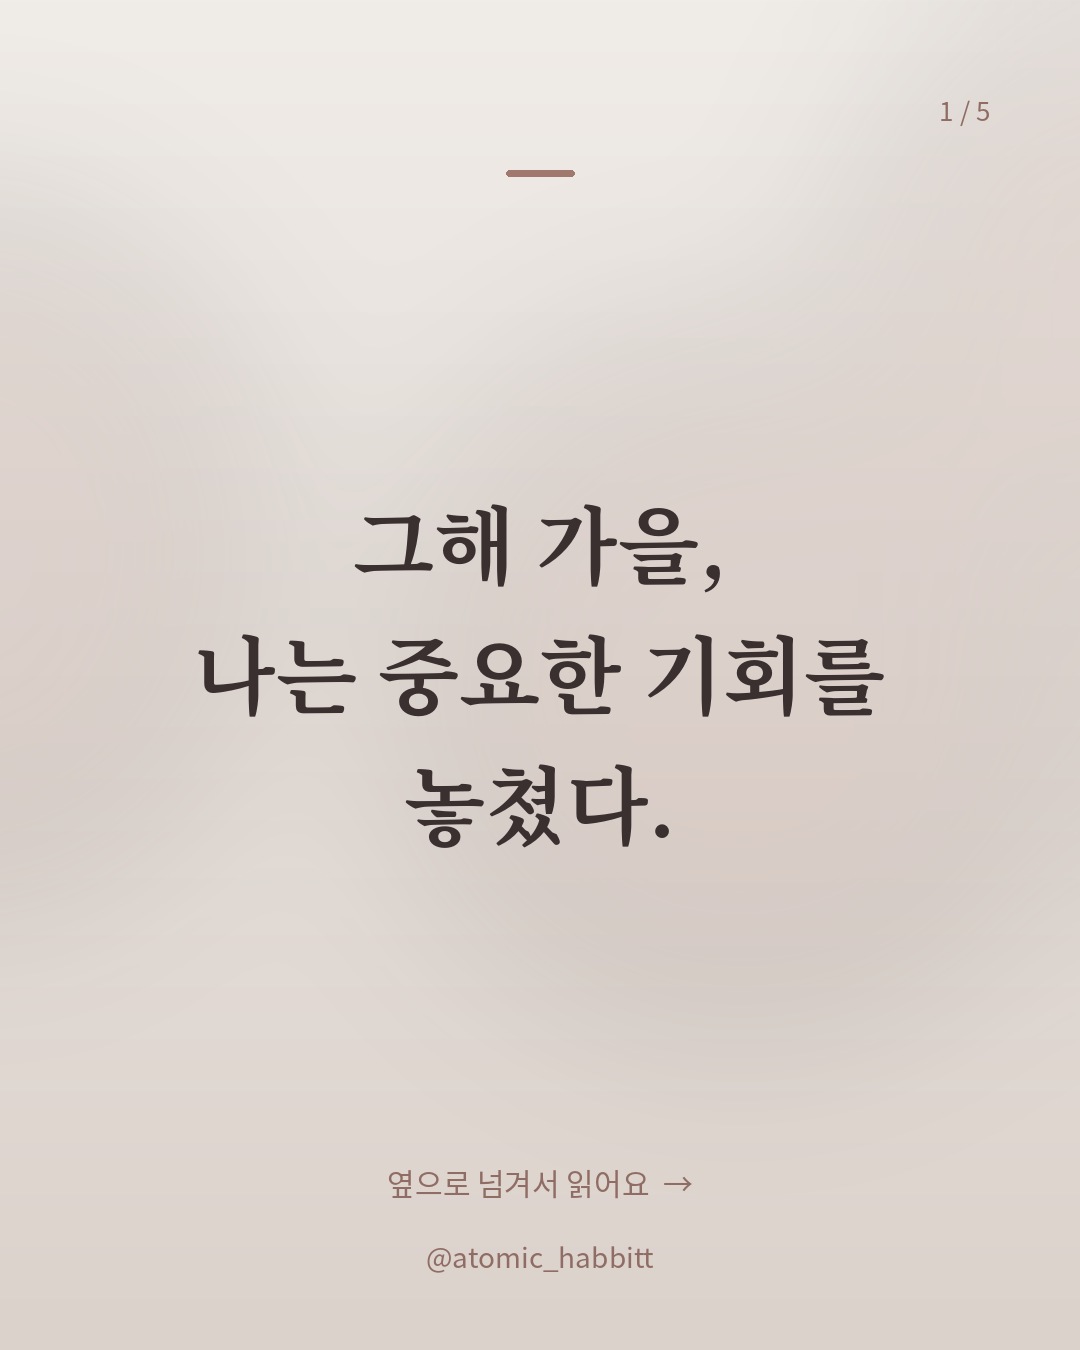 1 / 5
그해 가을,
나는 중요한 기회를
놓쳤다.
옆으로 넘겨서 읽어요 →
@atomic_habbitt